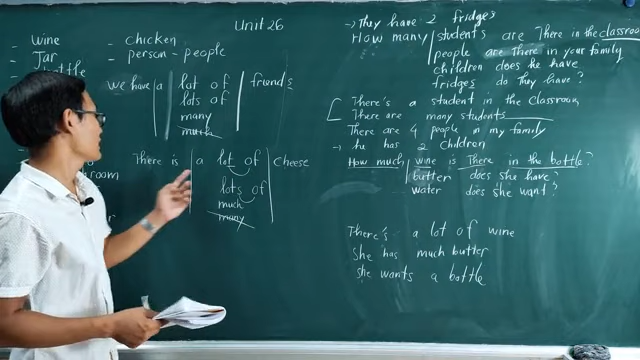 Unit 26
- wine
- Jar
- bottle
- chicken
- person - people
we have a lot of friends
lots of
many
much
There is a lot of cheese
lots of
much
many
→ They have 2 fridges
How many students are There in the classroom
people are there in your family
children does he have
fridges do they have?
There's a student in the classroom
There are many students
There are 4 people in my family
→ he has 2 children
How much wine is There in the bottle?
butter does she have?
water does she want?
There's a lot of wine
She has much butter
she wants a bottle